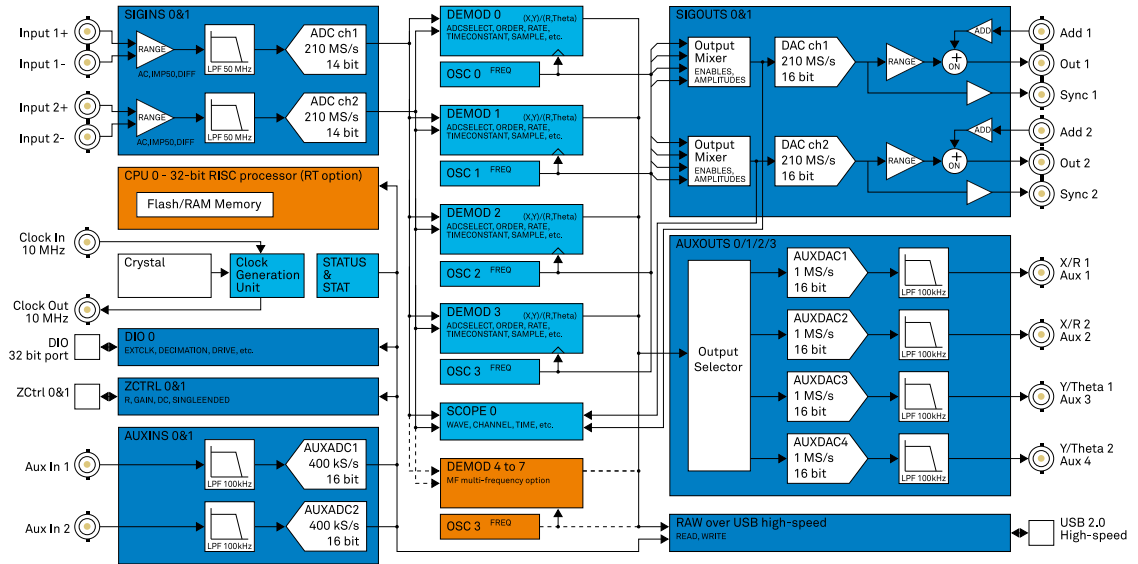 Input 1+
Input 1-
Input 2+
Input 2-
SIGINS 0&1
RANGE
AC,IMP50,DIFF
LPF 50 MHz
ADC ch1
210 MS/s
14 bit
RANGE
AC,IMP50,DIFF
LPF 50 MHz
ADC ch2
210 MS/s
14 bit
CPU 0 - 32-bit RISC processor (RT option)
Flash/RAM Memory
Clock In
10 MHz
Crystal
Clock
Generation
Unit
STATUS
&
STAT
Clock Out
10 MHz
DIO
32 bit port
DIO 0
EXTCLK, DECIMATION, DRIVE, etc.
ZCtrl 0&1
ZCTRL 0&1
R, GAIN, DC, SINGLEENDED
AUXINS 0&1
Aux In 1
LPF 100kHz
AUXADC1
400 kS/s
16 bit
Aux In 2
LPF 100kHz
AUXADC2
400 kS/s
16 bit
DEMOD 0 (X,Y)/(R,Theta)
ADCSELECT, ORDER, RATE,
TIMECONSTANT, SAMPLE, etc.
OSC 0 FREQ
DEMOD 1 (X,Y)/(R,Theta)
ADCSELECT, ORDER, RATE,
TIMECONSTANT, SAMPLE, etc.
OSC 1 FREQ
DEMOD 2 (X,Y)/(R,Theta)
ADCSELECT, ORDER, RATE,
TIMECONSTANT, SAMPLE, etc.
OSC 2 FREQ
DEMOD 3 (X,Y)/(R,Theta)
ADCSELECT, ORDER, RATE,
TIMECONSTANT, SAMPLE, etc.
OSC 3 FREQ
SCOPE 0
WAVE, CHANNEL, TIME, etc.
DEMOD 4 to 7
MF multi-frequency option
OSC 3 FREQ
SIGOUTS 0&1
Output
Mixer
ENABLES,
AMPLITUDES
DAC ch1
210 MS/s
16 bit
RANGE
ADD
+
ON
Add 1
Out 1
Sync 1
Output
Mixer
ENABLES,
AMPLITUDES
DAC ch2
210 MS/s
16 bit
RANGE
ADD
+
ON
Add 2
Out 2
Sync 2
AUXOUTS 0/1/2/3
Output
Selector
AUXDAC1
1 MS/s
16 bit
LPF 100kHz
X/R 1
Aux 1
AUXDAC2
1 MS/s
16 bit
LPF 100kHz
X/R 2
Aux 2
AUXDAC3
1 MS/s
16 bit
LPF 100kHz
Y/Theta 1
Aux 3
AUXDAC4
1 MS/s
16 bit
LPF 100kHz
Y/Theta 2
Aux 4
RAW over USB high-speed
READ, WRITE
USB 2.0
High-speed